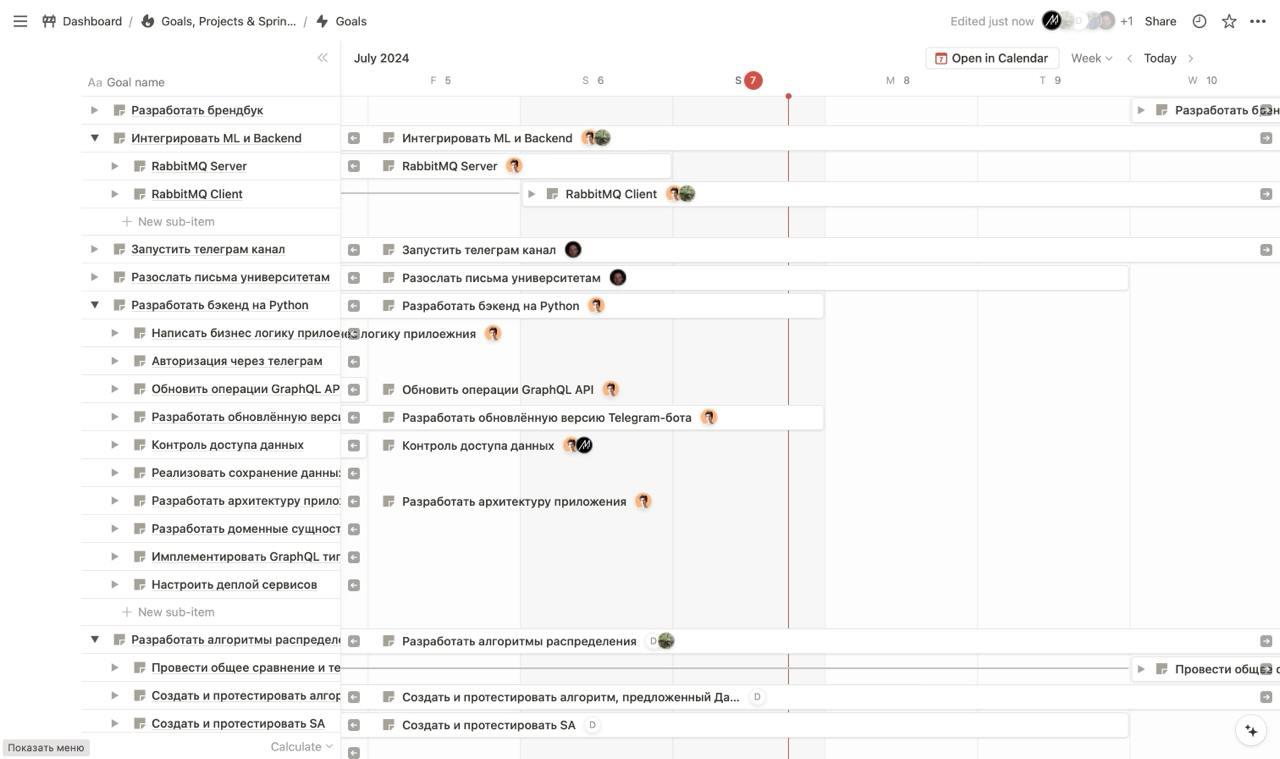 Dashboard / Goals, Projects & Sprin... / Goals
Edited just now D +1 Share
July 2024
Open in Calendar Week Today
Aa Goal name
F 5 S 6 S 7 M 8 T 9 W 10
Разработать брендбук
Разработать брен
Интегрировать ML и Backend
Интегрировать ML и Backend
RabbitMQ Server
RabbitMQ Server
RabbitMQ Client
RabbitMQ Client
+ New sub-item
Запустить телеграм канал
Запустить телеграм канал
Разослать письма университетам
Разослать письма университетам
Разработать бэкенд на Python
Разработать бэкенд на Python
Написать бизнес логику прилое
логику прилоежния
Авторизация через телеграм
Обновить операции GraphQL AP
Обновить операции GraphQL API
Разработать обновлённую верс
Разработать обновлённую версию Telegram-бота
Контроль доступа данных
Контроль доступа данных
Реализовать сохранение данны
Разработать архитектуру прило
Разработать архитектуру приложения
Разработать доменные сущност
Имплементировать GraphQL тип
Настроить деплой сервисов
+ New sub-item
Разработать алгоритмы распредел
Разработать алгоритмы распределения D
Провести общее сравнение и те
Провести общее с
Создать и протестировать алгор
Создать и протестировать алгоритм, предложенный Да... D
Создать и протестировать SA
Создать и протестировать SA D
Calculate
Показать меню